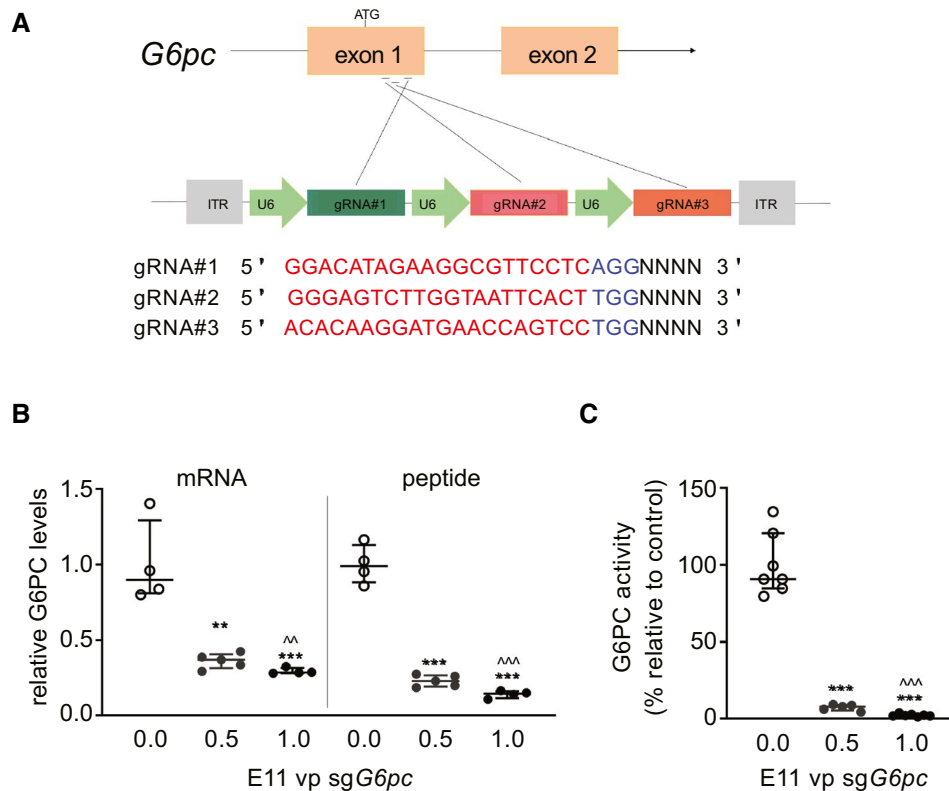 A
ATG
G6pc exon 1 exon 2
ITR U6 gRNA#1 U6 gRNA#2 U6 gRNA#3 ITR
gRNA#1 5' GGACATAGAAGGCGTTCCTCAGGNNNN 3'
gRNA#2 5' GGGAGTCTTGGTAATTCACTTGGNNNN 3'
gRNA#3 5' ACACAAGGATGAACCAGTCCTGGNNNN 3'
B
mRNA peptide
relative G6PC levels
1.5
1.0
0.5
0.0
**
^^
***
***
^^^
***
0.0 0.5 1.0 0.0 0.5 1.0
E11 vp sgG6pc
C
G6PC activity
(% relative to control)
150
100
50
0
***
^^^
***
0.0 0.5 1.0
E11 vp sgG6pc